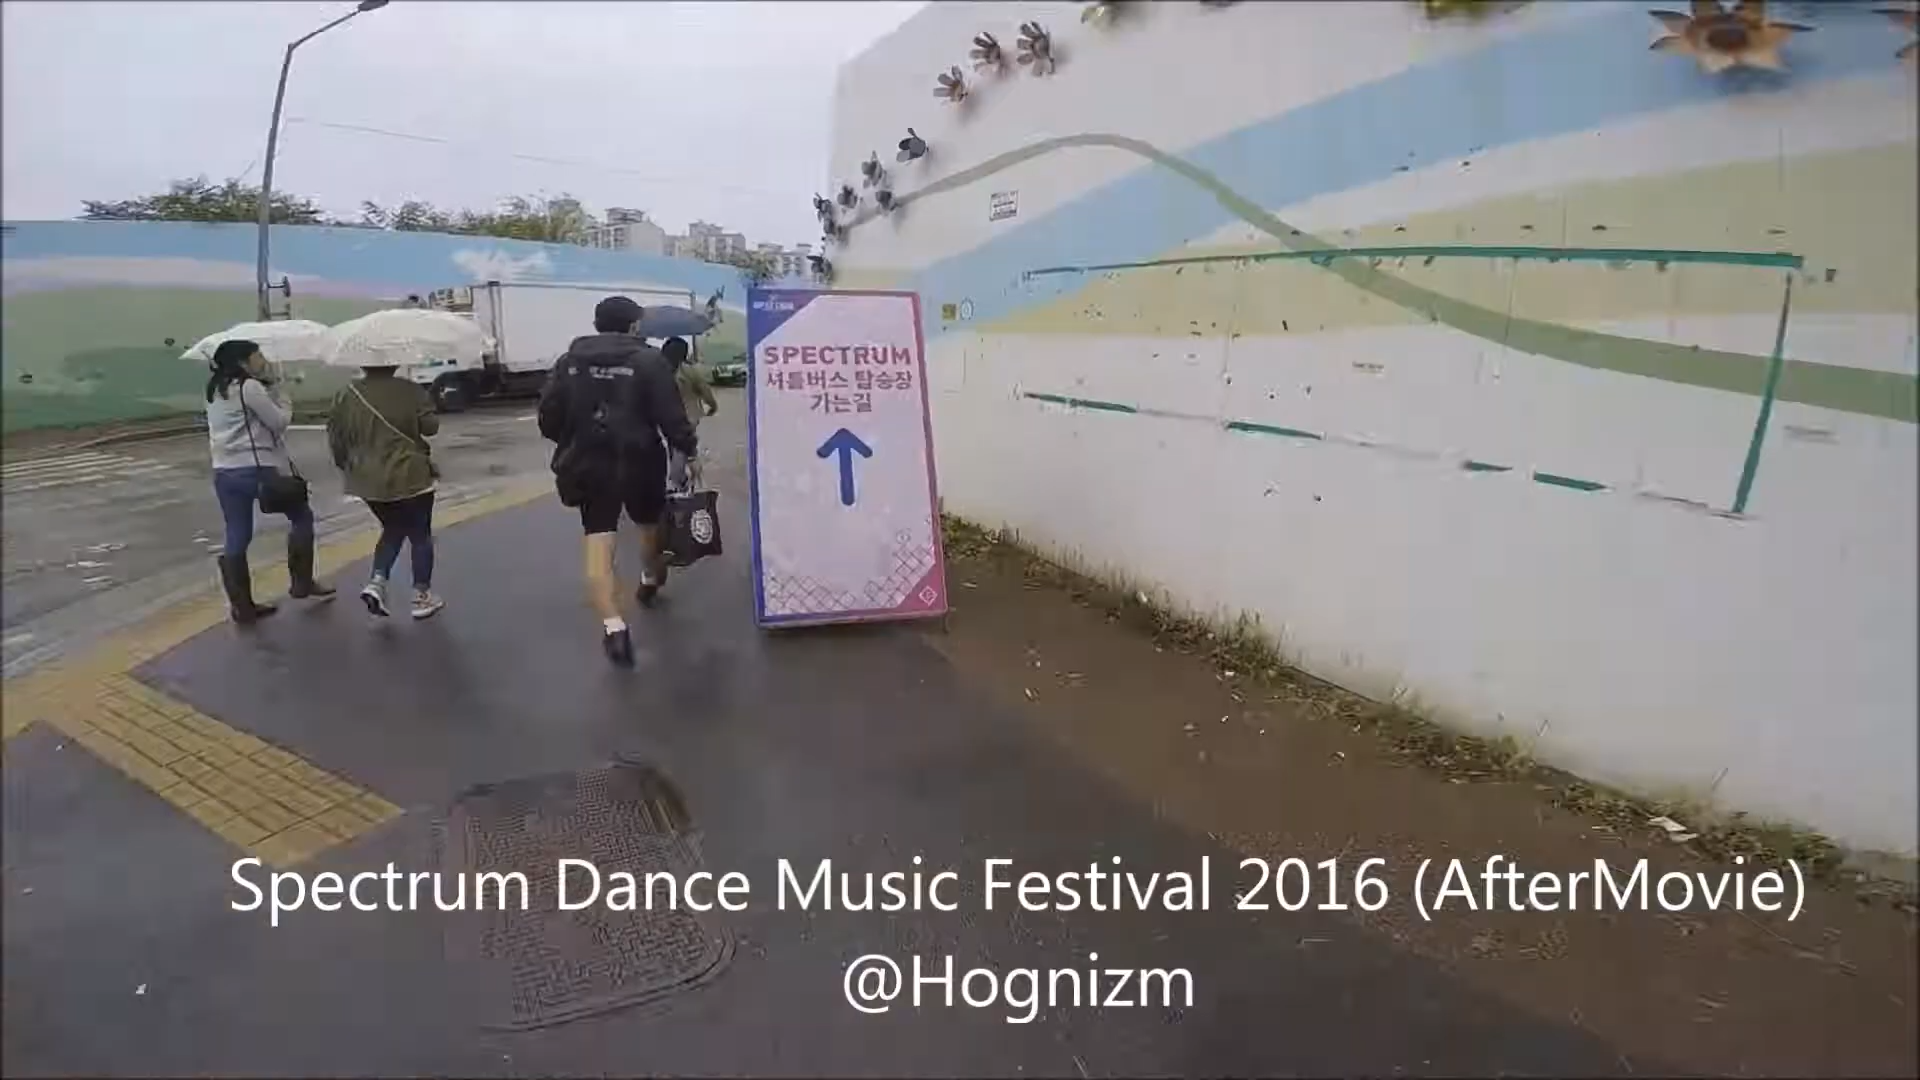 SPECTRUM
셔틀버스 탑승장
가는길
Spectrum Dance Music Festival 2016 (AfterMovie)
@Hognizm